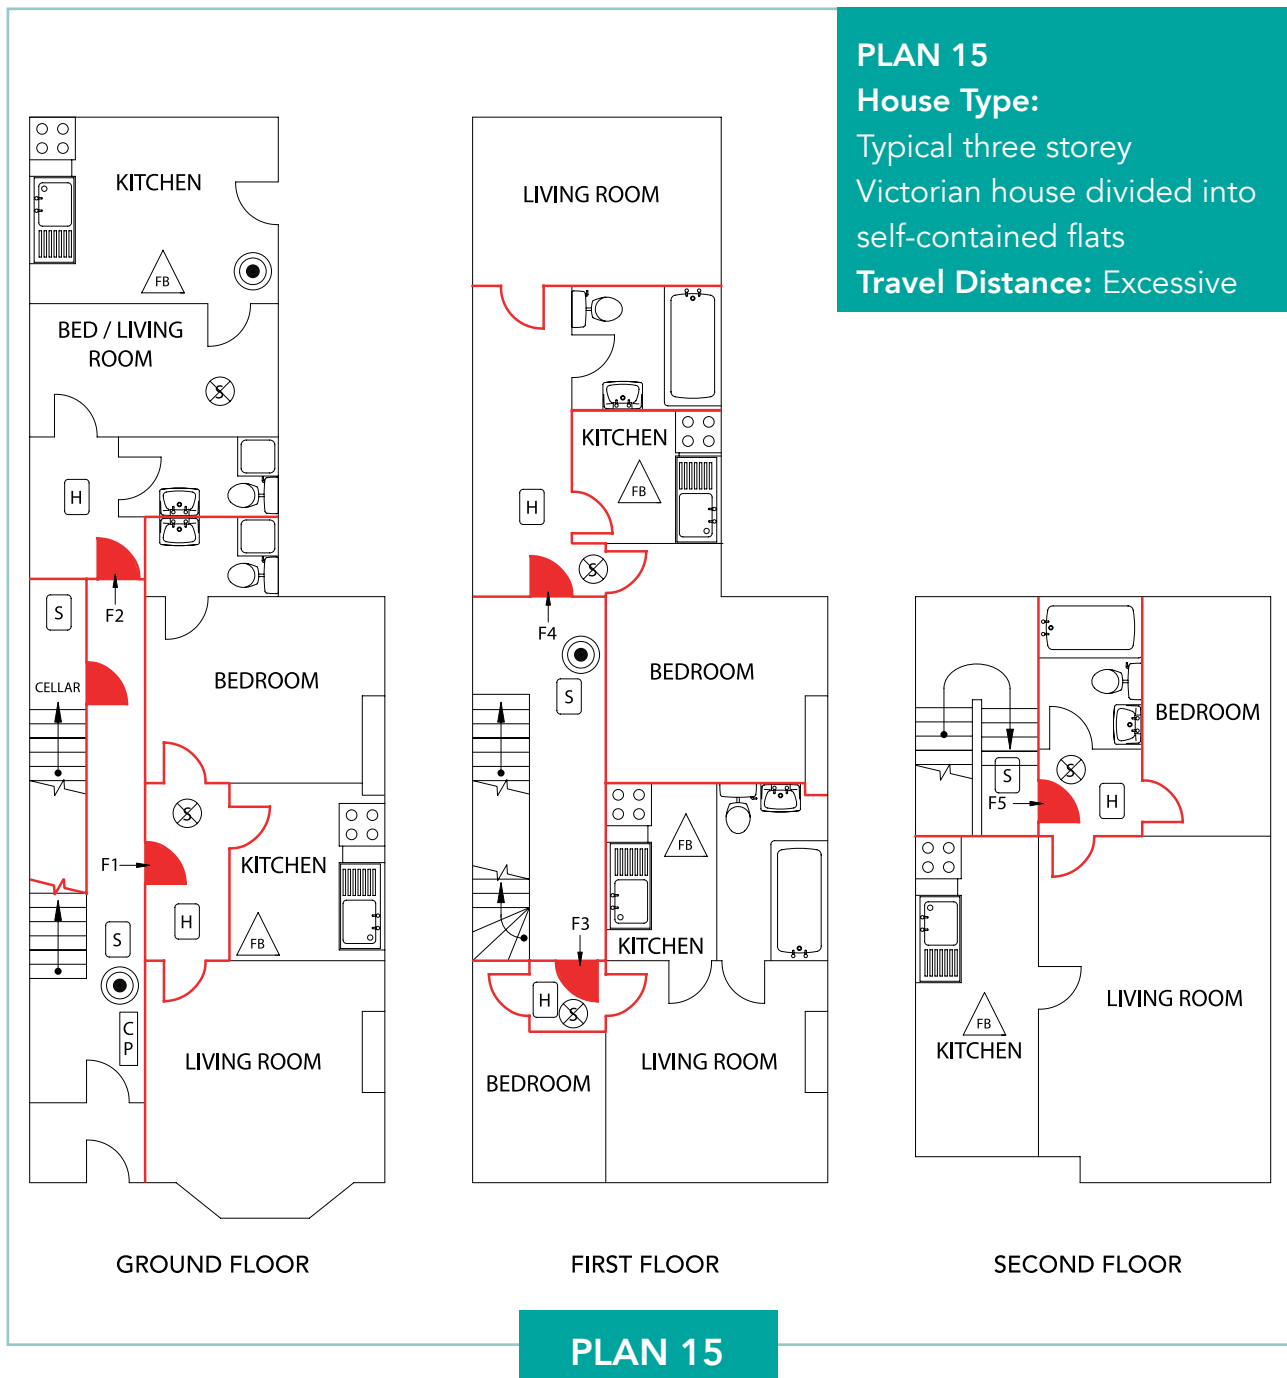 PLAN 15
House Type:
Typical three storey
Victorian house divided into
self-contained flats
Travel Distance: Excessive
KITCHEN
FB
BED / LIVING
ROOM
S
H
S
F2
CELLAR
BEDROOM
S
F1
KITCHEN
H
FB
S
C
P
LIVING ROOM
GROUND FLOOR
LIVING ROOM
KITCHEN
FB
H
S
F4
BEDROOM
S
FB
F3
KITCHEN
H
S
BEDROOM
LIVING ROOM
FIRST FLOOR
BEDROOM
S
S
F5
H
LIVING ROOM
FB
KITCHEN
SECOND FLOOR
PLAN 15